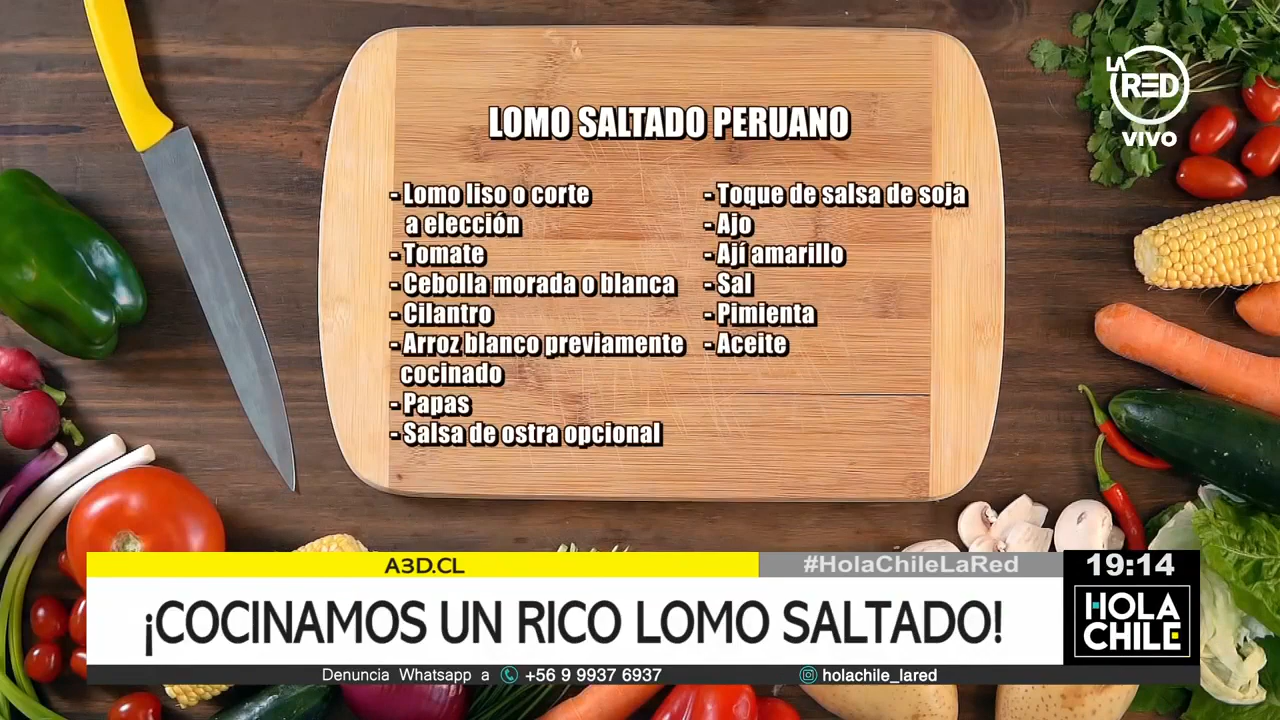 LA
RED
VIVO
LOMO SALTADO PERUANO
- Lomo liso o corte
a elección
- Tomate
- Cebolla morada o blanca
- Cilantro
- Arroz blanco previamente
cocinado
- Papas
- Salsa de ostra opcional
- Toque de salsa de soja
- Ajo
- Ají amarillo
- Sal
- Pimienta
- Aceite
A3D.CL
#HolaChileLaRed
19:14
¡COCINAMOS UN RICO LOMO SALTADO!
HOLA
CHILE
Denuncia Whatsapp a +56 9 9937 6937
holachile_lared